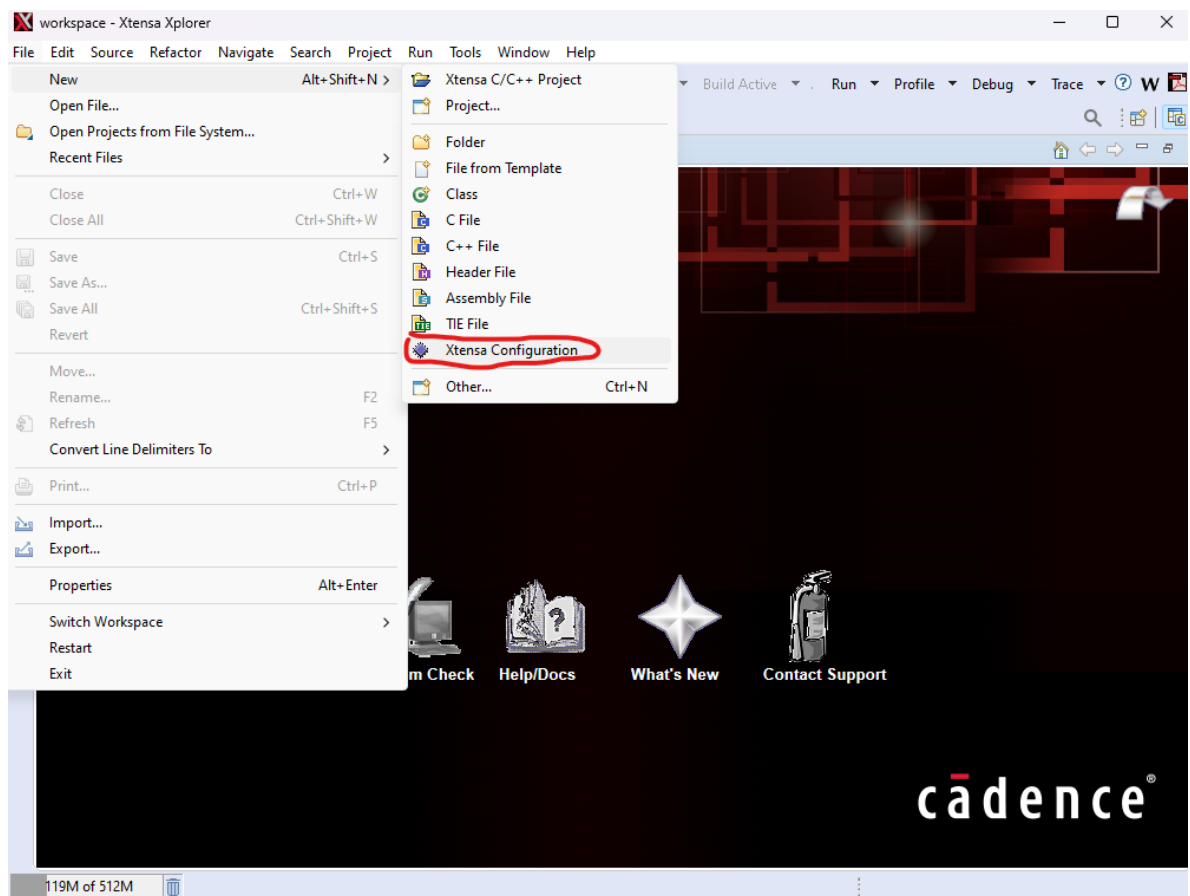 workspace - Xtensa Xplorer
File Edit Source Refactor Navigate Search Project Run Tools Window Help
New Alt+Shift+N >
Open File...
Open Projects from File System...
Recent Files >
Close Ctrl+W
Close All Ctrl+Shift+W
Save Ctrl+S
Save As...
Save All Ctrl+Shift+S
Revert
Move...
Rename... F2
Refresh F5
Convert Line Delimiters To >
Print... Ctrl+P
Import...
Export...
Properties Alt+Enter
Switch Workspace >
Restart
Exit
Xtensa C/C++ Project
Project...
Folder
File from Template
Class
C File
C++ File
Header File
Assembly File
TIE File
Xtensa Configuration
Other... Ctrl+N
Build Active Run Profile Debug Trace W
m Check Help/Docs What's New Contact Support
cādence®
119M of 512M